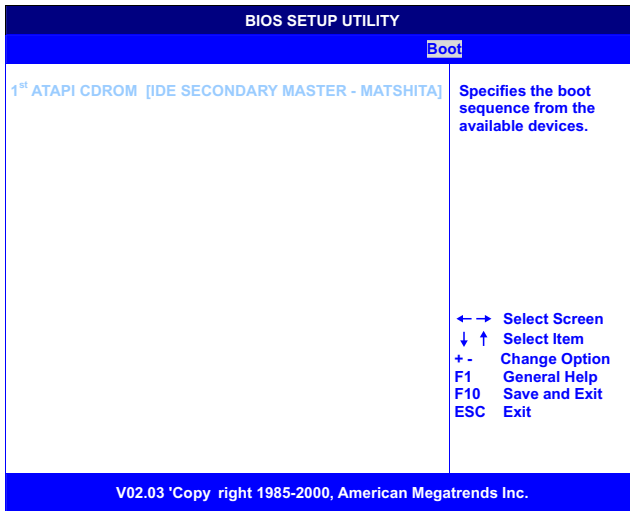 BIOS SETUP UTILITY
Boot
1st ATAPI CDROM [IDE SECONDARY MASTER - MATSHITA]
Specifies the boot
sequence from the
available devices.
← → Select Screen
↓ ↑ Select Item
+ - Change Option
F1 General Help
F10 Save and Exit
ESC Exit
V02.03 'Copy right 1985-2000, American Megatrends Inc.